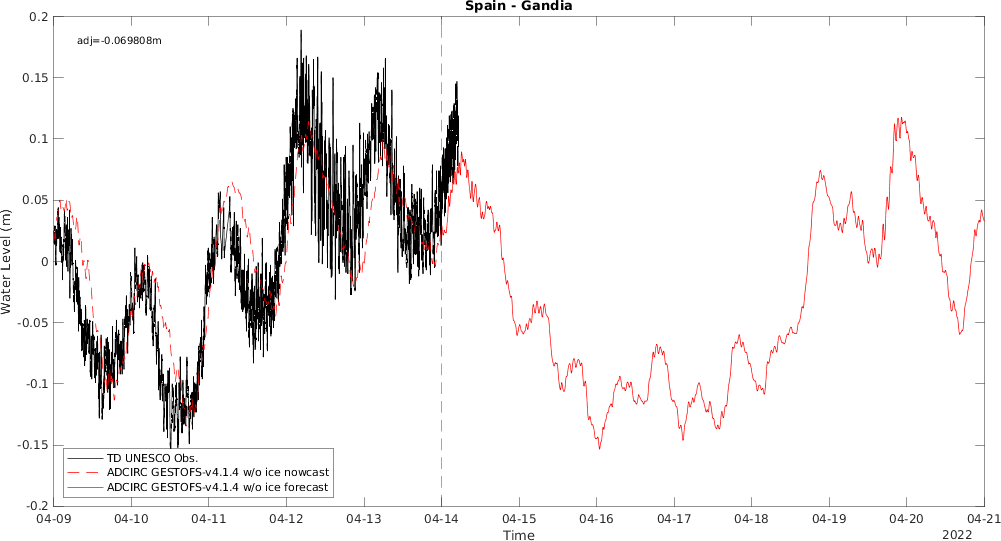 Spain - Gandia
adj=-0.069808m
0.2
0.15
0.1
0.05
0
-0.05
-0.1
-0.15
-0.2
Water Level (m)
TD UNESCO Obs.
ADCIRC GESTOFS-v4.1.4 w/o ice nowcast
ADCIRC GESTOFS-v4.1.4 w/o ice forecast
04-09 04-10 04-11 04-12 04-13 04-14 04-15 04-16 04-17 04-18 04-19 04-20 04-21
Time
2022